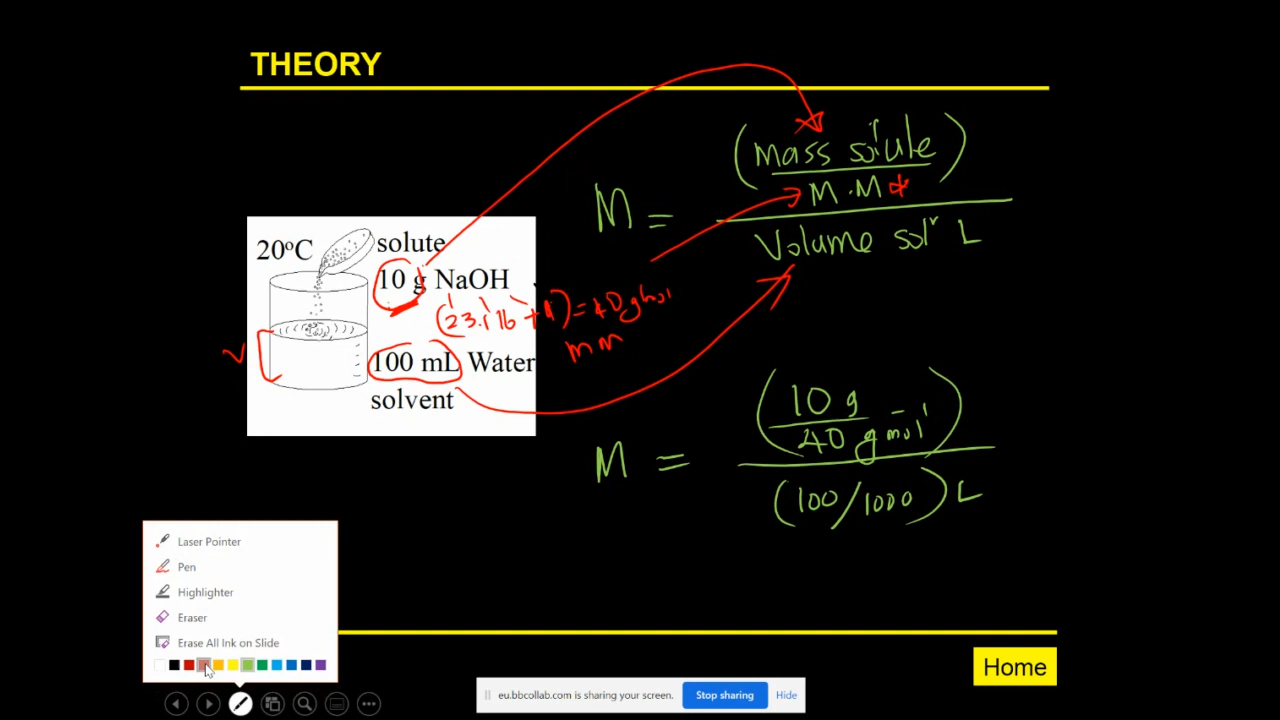 THEORY
(mass solute)
M = M.M
Volume sol L
20°C
solute
10 g NaOH
(23+16+1) = 40 g mol
MM
V
100 mL Water
solvent
(10 g)
M = 40 g mol⁻¹
(100/1000) L
Laser Pointer
Pen
Highlighter
Eraser
Erase All Ink on Slide
Home
eu.bbcollab.com is sharing your screen.
Stop sharing
Hide